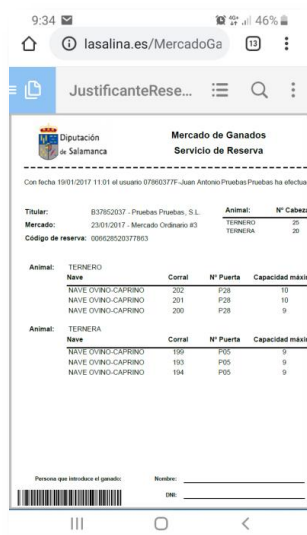 9:34
46%
lasalina.es/MercadoGa
13
JustificanteRese...
Diputación
de Salamanca
Mercado de Ganados
Servicio de Reserva
Con fecha 19/01/2017 11:01 el usuario 07860377F-Juan Antonio Pruebas Pruebas ha efectua
Titular: B37852037 - Pruebas Pruebas, S.L. Animal: Nº Cabeza
Mercado: 23/01/2017 - Mercado Ordinario #3 TERNERO 25
Código de reserva: 006628520377863 TERNERA 20
Animal: TERNERO
Nave Corral Nº Puerta Capacidad máxin
NAVE OVINO-CAPRINO 202 P28 10
NAVE OVINO-CAPRINO 201 P28 10
NAVE OVINO-CAPRINO 200 P28 9
Animal: TERNERA
Nave Corral Nº Puerta Capacidad máxin
NAVE OVINO-CAPRINO 199 P05 9
NAVE OVINO-CAPRINO 193 P05 9
NAVE OVINO-CAPRINO 194 P05 9
Persona que introduce el ganado: Nombre:
DNI: